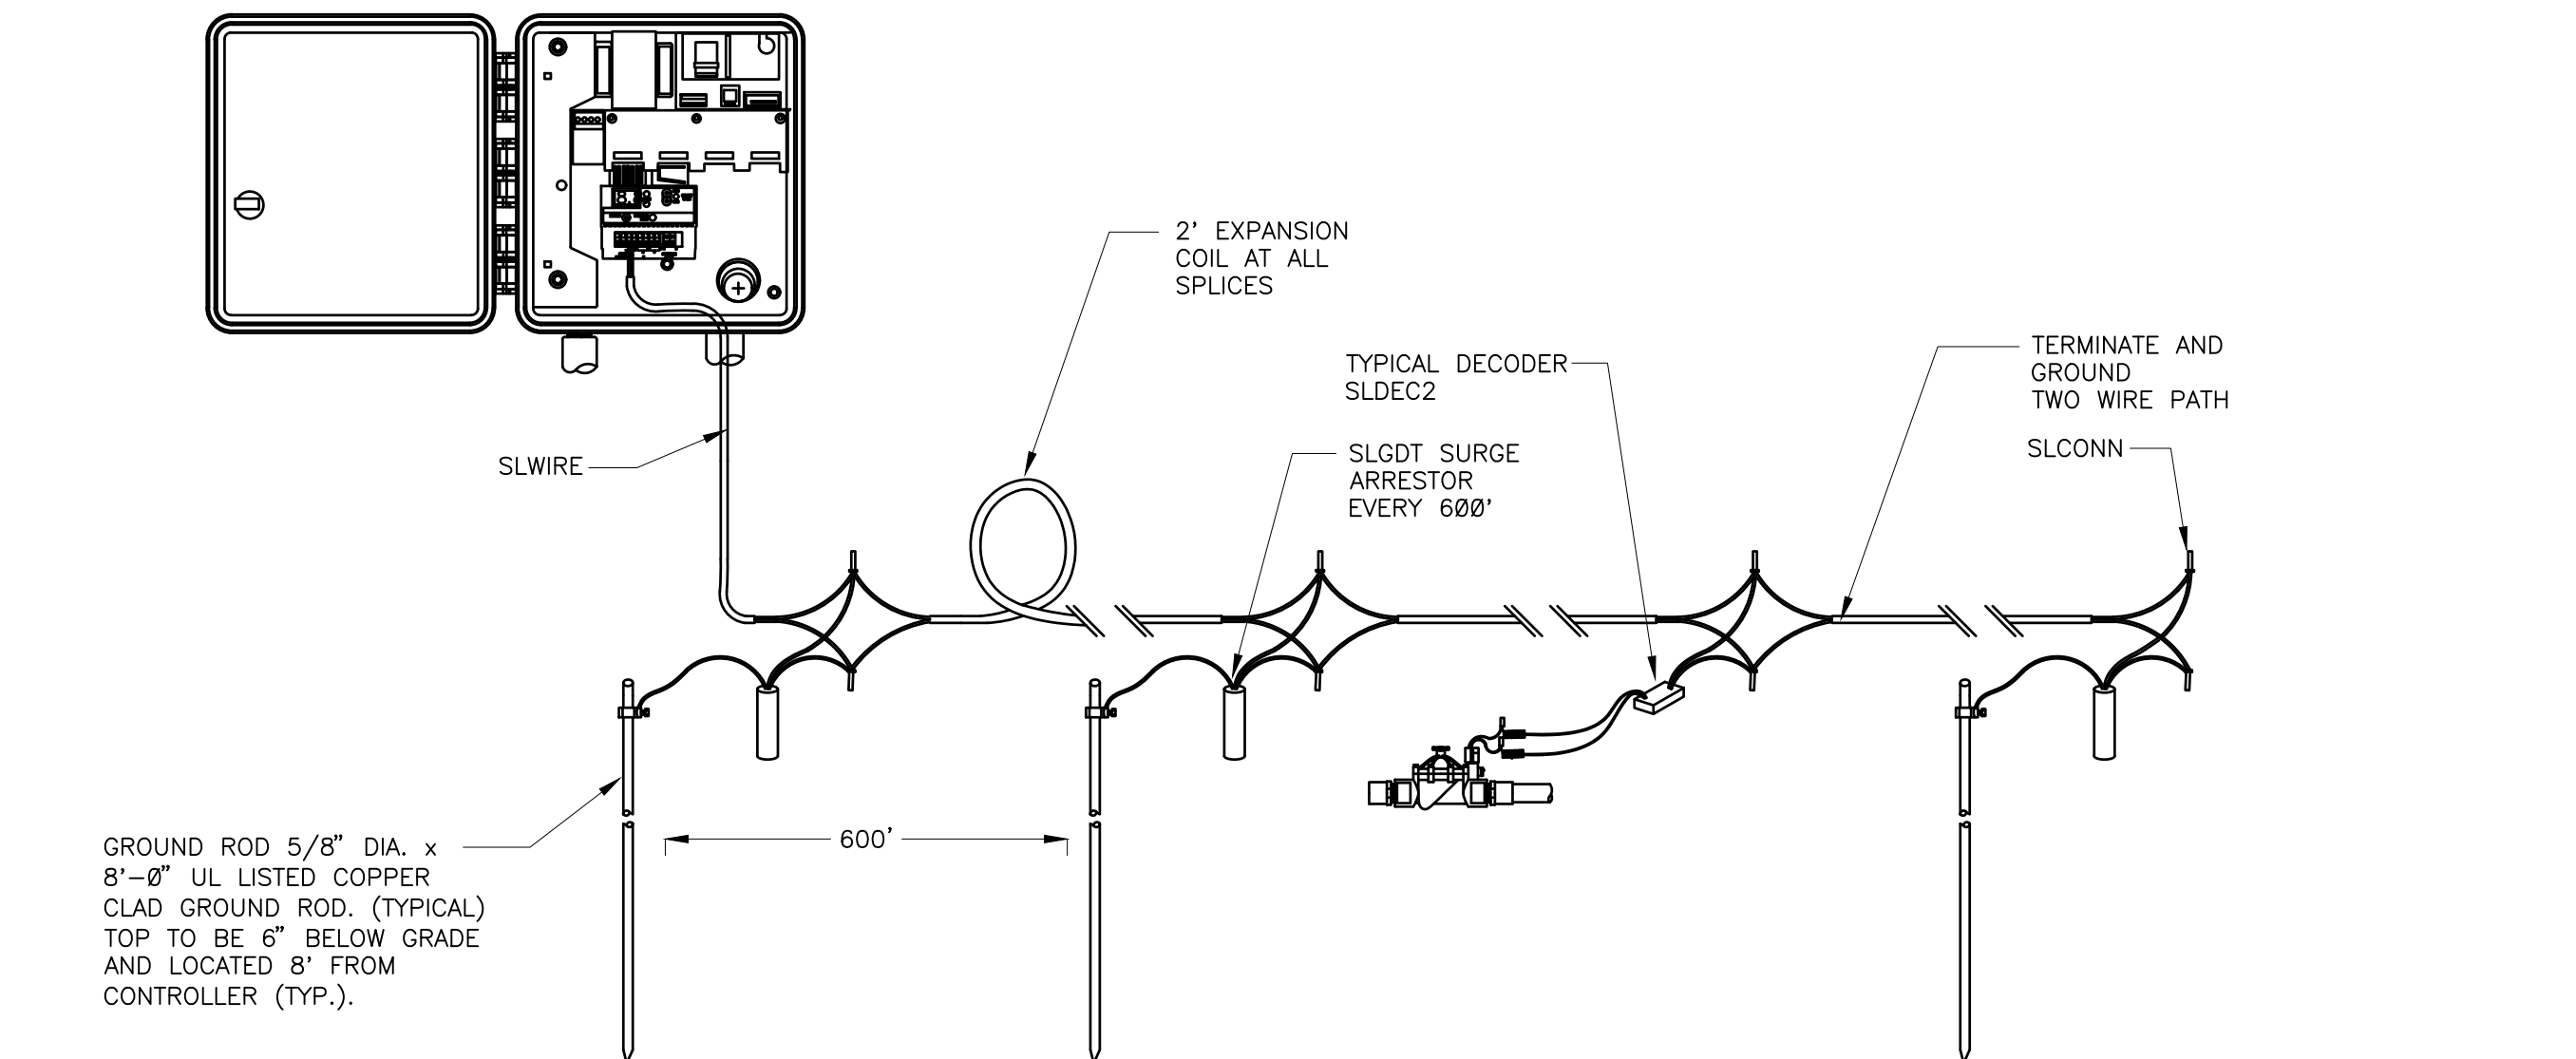 2' EXPANSION
COIL AT ALL
SPLICES
TERMINATE AND
GROUND
TWO WIRE PATH
TYPICAL DECODER
SLDEC2
SLCONN
SLGDT SURGE
ARRESTOR
EVERY 6ØØ'
SLWIRE
600'
GROUND ROD 5/8" DIA. x
8'-Ø" UL LISTED COPPER
CLAD GROUND ROD. (TYPICAL)
TOP TO BE 6" BELOW GRADE
AND LOCATED 8' FROM
CONTROLLER (TYP.).